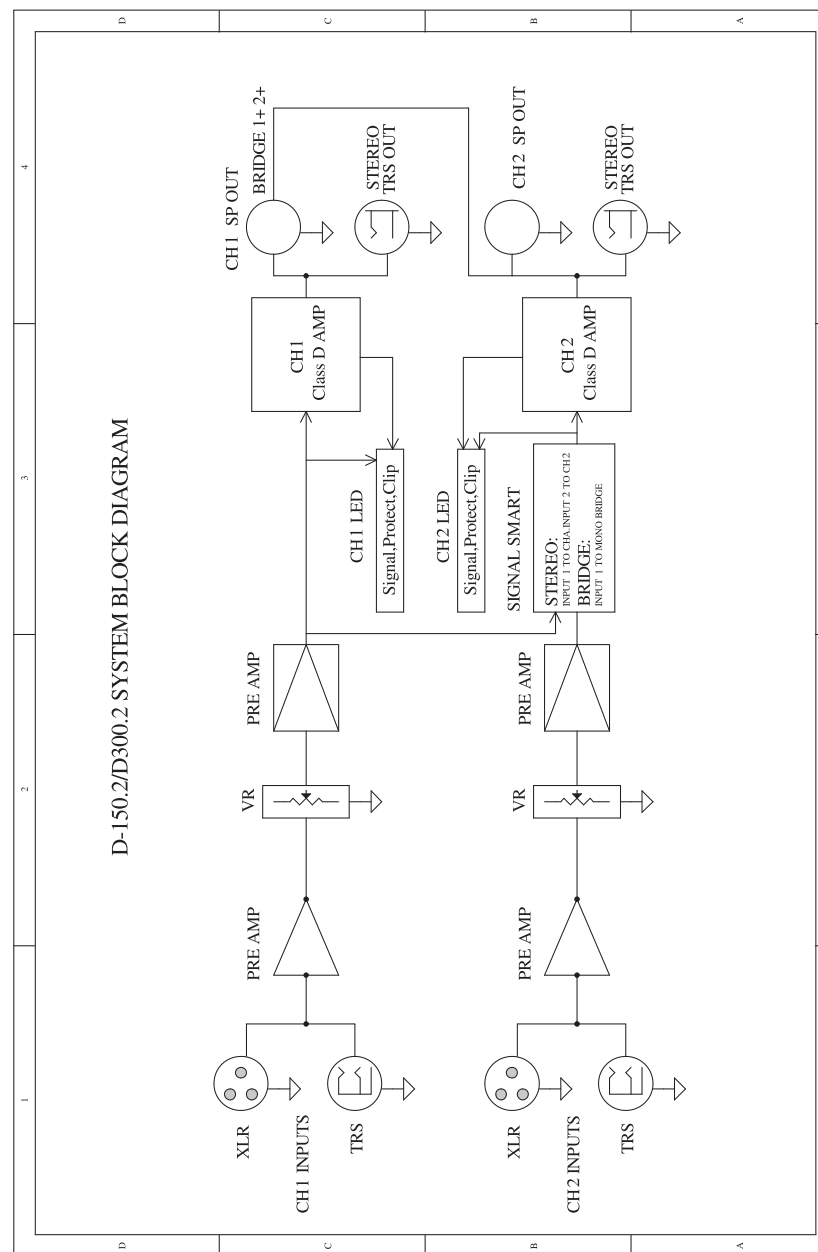 D-150.2/D300.2 SYSTEM BLOCK DIAGRAM
1
2
3
4
D
C
B
A
D
C
B
A
XLR
CH1 INPUTS
TRS
PRE AMP
VR
PRE AMP
CH1 LED
Signal,Protect,Clip
CH1
Class D AMP
CH1 SP OUT
BRIDGE 1+ 2+
STEREO
TRS OUT
XLR
CH2 INPUTS
TRS
PRE AMP
VR
PRE AMP
CH2 LED
Signal,Protect,Clip
SIGNAL SMART
STEREO:
INPUT 1 TO CHA.INPUT 2 TO CH2
BRIDGE:
INPUT 1 TO MONO BRIDGE
CH2
Class D AMP
CH2 SP OUT
STEREO
TRS OUT